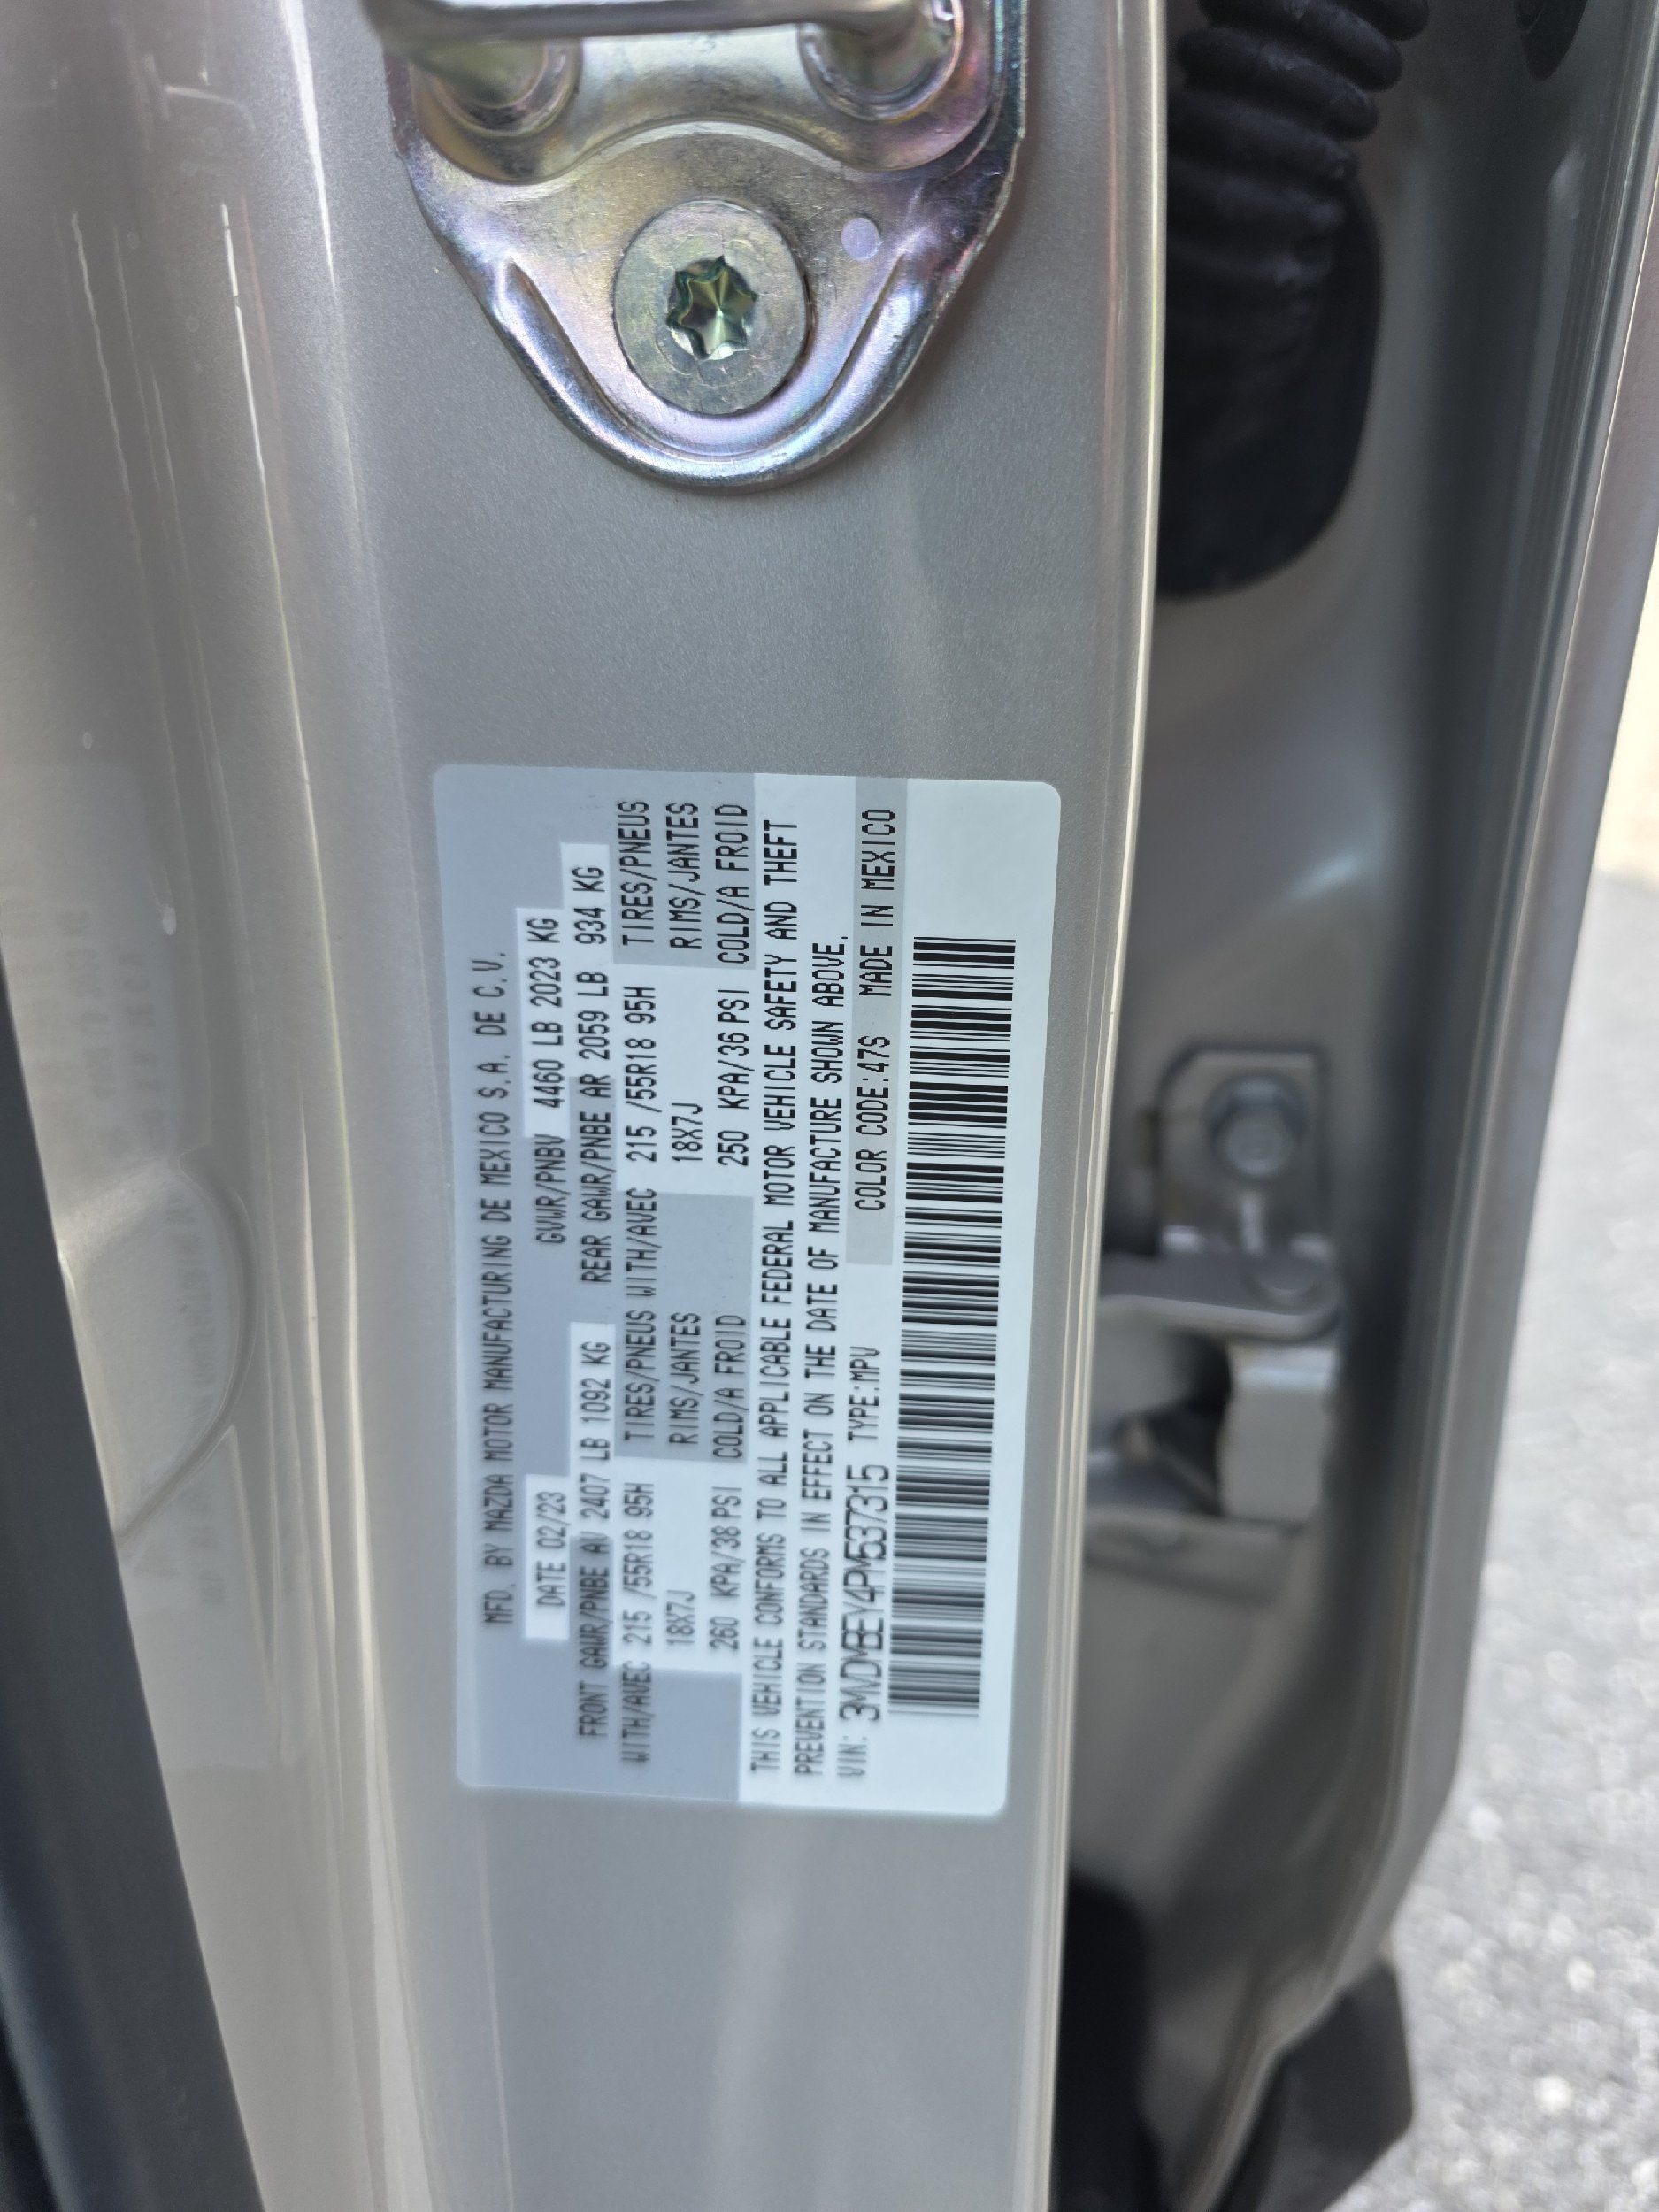 MFD. BY MAZDA MOTOR MANUFACTURING DE MEXICO S.A. DE C.V.
DATE 02/23 GVWR/PNBV 4460 LB 2023 KG
FRONT GAWR/PNBE AV 2407 LB 1092 KG REAR GAWR/PNBE AR 2059 LB 934 KG
WITH/AVEC 215 /55R18 95H TIRES/PNEUS WITH/AVEC 215 /55R18 95H TIRES/PNEUS
18X7J RIMS/JANTES 18X7J RIMS/JANTES
260 KPA/38 PSI COLD/A FROID 250 KPA/36 PSI COLD/A FROID
THIS VEHICLE CONFORMS TO ALL APPLICABLE FEDERAL MOTOR VEHICLE SAFETY AND THEFT
PREVENTION STANDARDS IN EFFECT ON THE DATE OF MANUFACTURE SHOWN ABOVE.
VIN: 3MVDMBEY4PM537315 TYPE:MPV COLOR CODE:47S MADE IN MEXICO